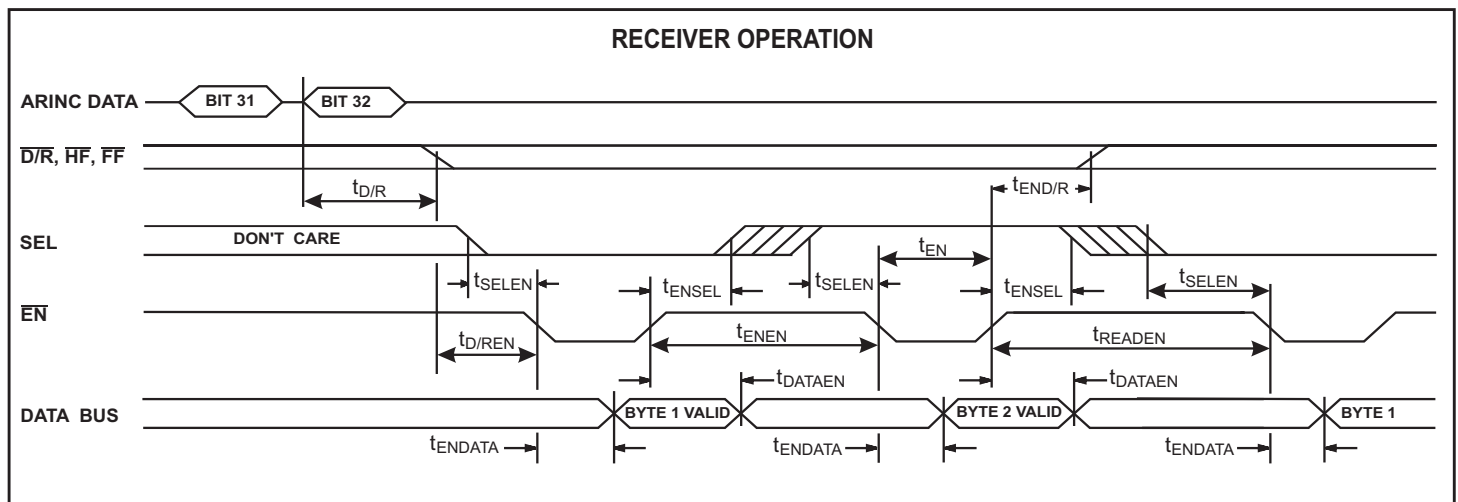 RECEIVER OPERATION
ARINC DATA BIT 31 BIT 32
D/R, HF, FF
tD/R tEND/R
SEL DON'T CARE
tEN
tSELEN tENSEL tSELEN tENSEL tSELEN
EN
tD/REN tENEN tREADEN
tDATAEN tDATAEN
DATA BUS BYTE 1 VALID BYTE 2 VALID BYTE 1
tENDATA tENDATA tENDATA